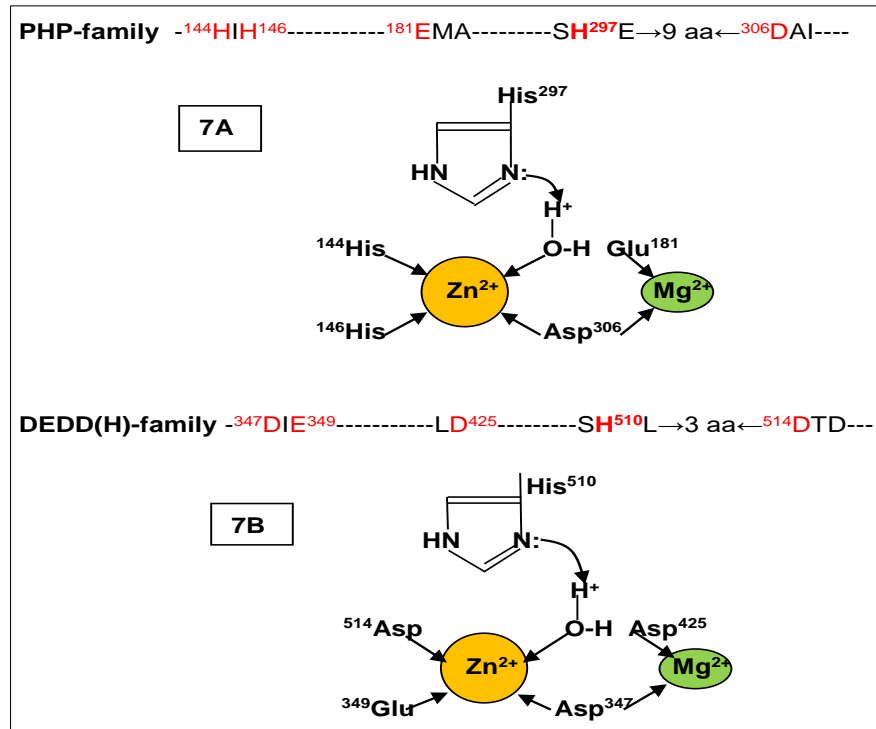 PHP-family -¹⁴⁴HIH¹⁴⁶------------¹⁸¹EMA---------SH²⁹⁷E→9 aa←³⁰⁶DAI----
His²⁹⁷
7A
HN N:
H⁺
¹⁴⁴His O-H Glu¹⁸¹
Zn²⁺ Mg²⁺
¹⁴⁶His Asp³⁰⁶
DEDD(H)-family -³⁴⁷DIE³⁴⁹------------LD⁴²⁵---------SH⁵¹⁰L→3 aa←⁵¹⁴DTD---
His⁵¹⁰
7B
HN N:
H⁺
⁵¹⁴Asp O-H Asp⁴²⁵
Zn²⁺ Mg²⁺
³⁴⁹Glu Asp³⁴⁷